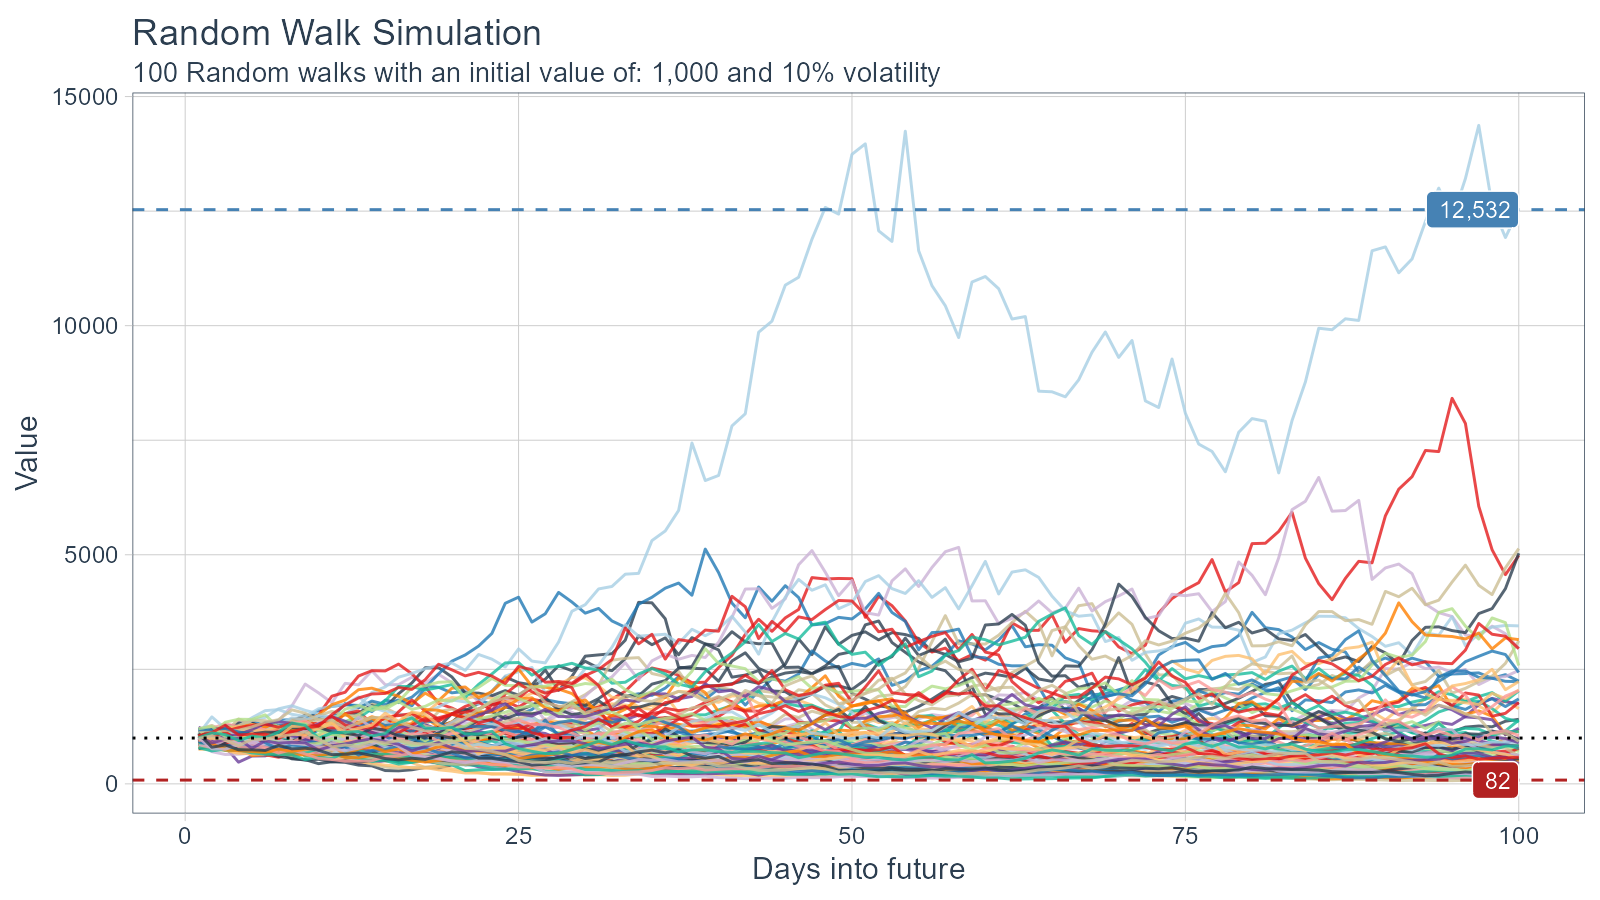 Random Walk Simulation
100 Random walks with an initial value of: 1,000 and 10% volatility
15000
12,532
10000
Value
5000
0
82
0 25 50 75 100
Days into future